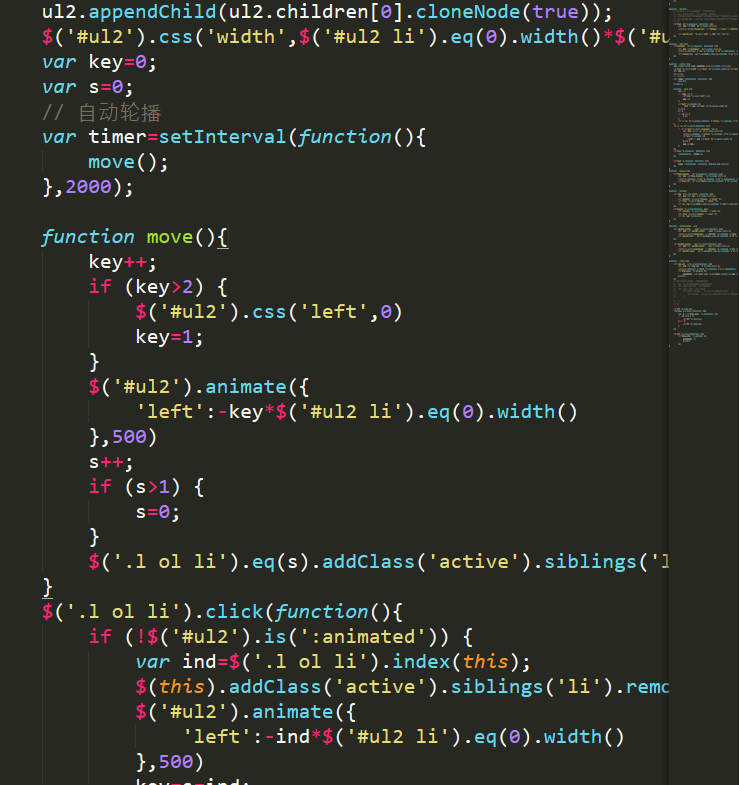 ul2.appendChild(ul2.children[0].cloneNode(true));
$('#ul2').css('width',$('#ul2 li').eq(0).width()*$('#u
var key=0;
var s=0;
// 自动轮播
var timer=setInterval(function(){
move();
},2000);
function move(){
key++;
if (key>2) {
$('#ul2').css('left',0)
key=1;
}
$('#ul2').animate({
'left':-key*$('#ul2 li').eq(0).width()
},500)
s++;
if (s>1) {
s=0;
}
$('.l ol li').eq(s).addClass('active').siblings('l
}
$('.l ol li').click(function(){
if (!$('#ul2').is(':animated')) {
var ind=$('.l ol li').index(this);
$(this).addClass('active').siblings('li').remo
$('#ul2').animate({
'left':-ind*$('#ul2 li').eq(0).width()
},500)
key=s=ind;